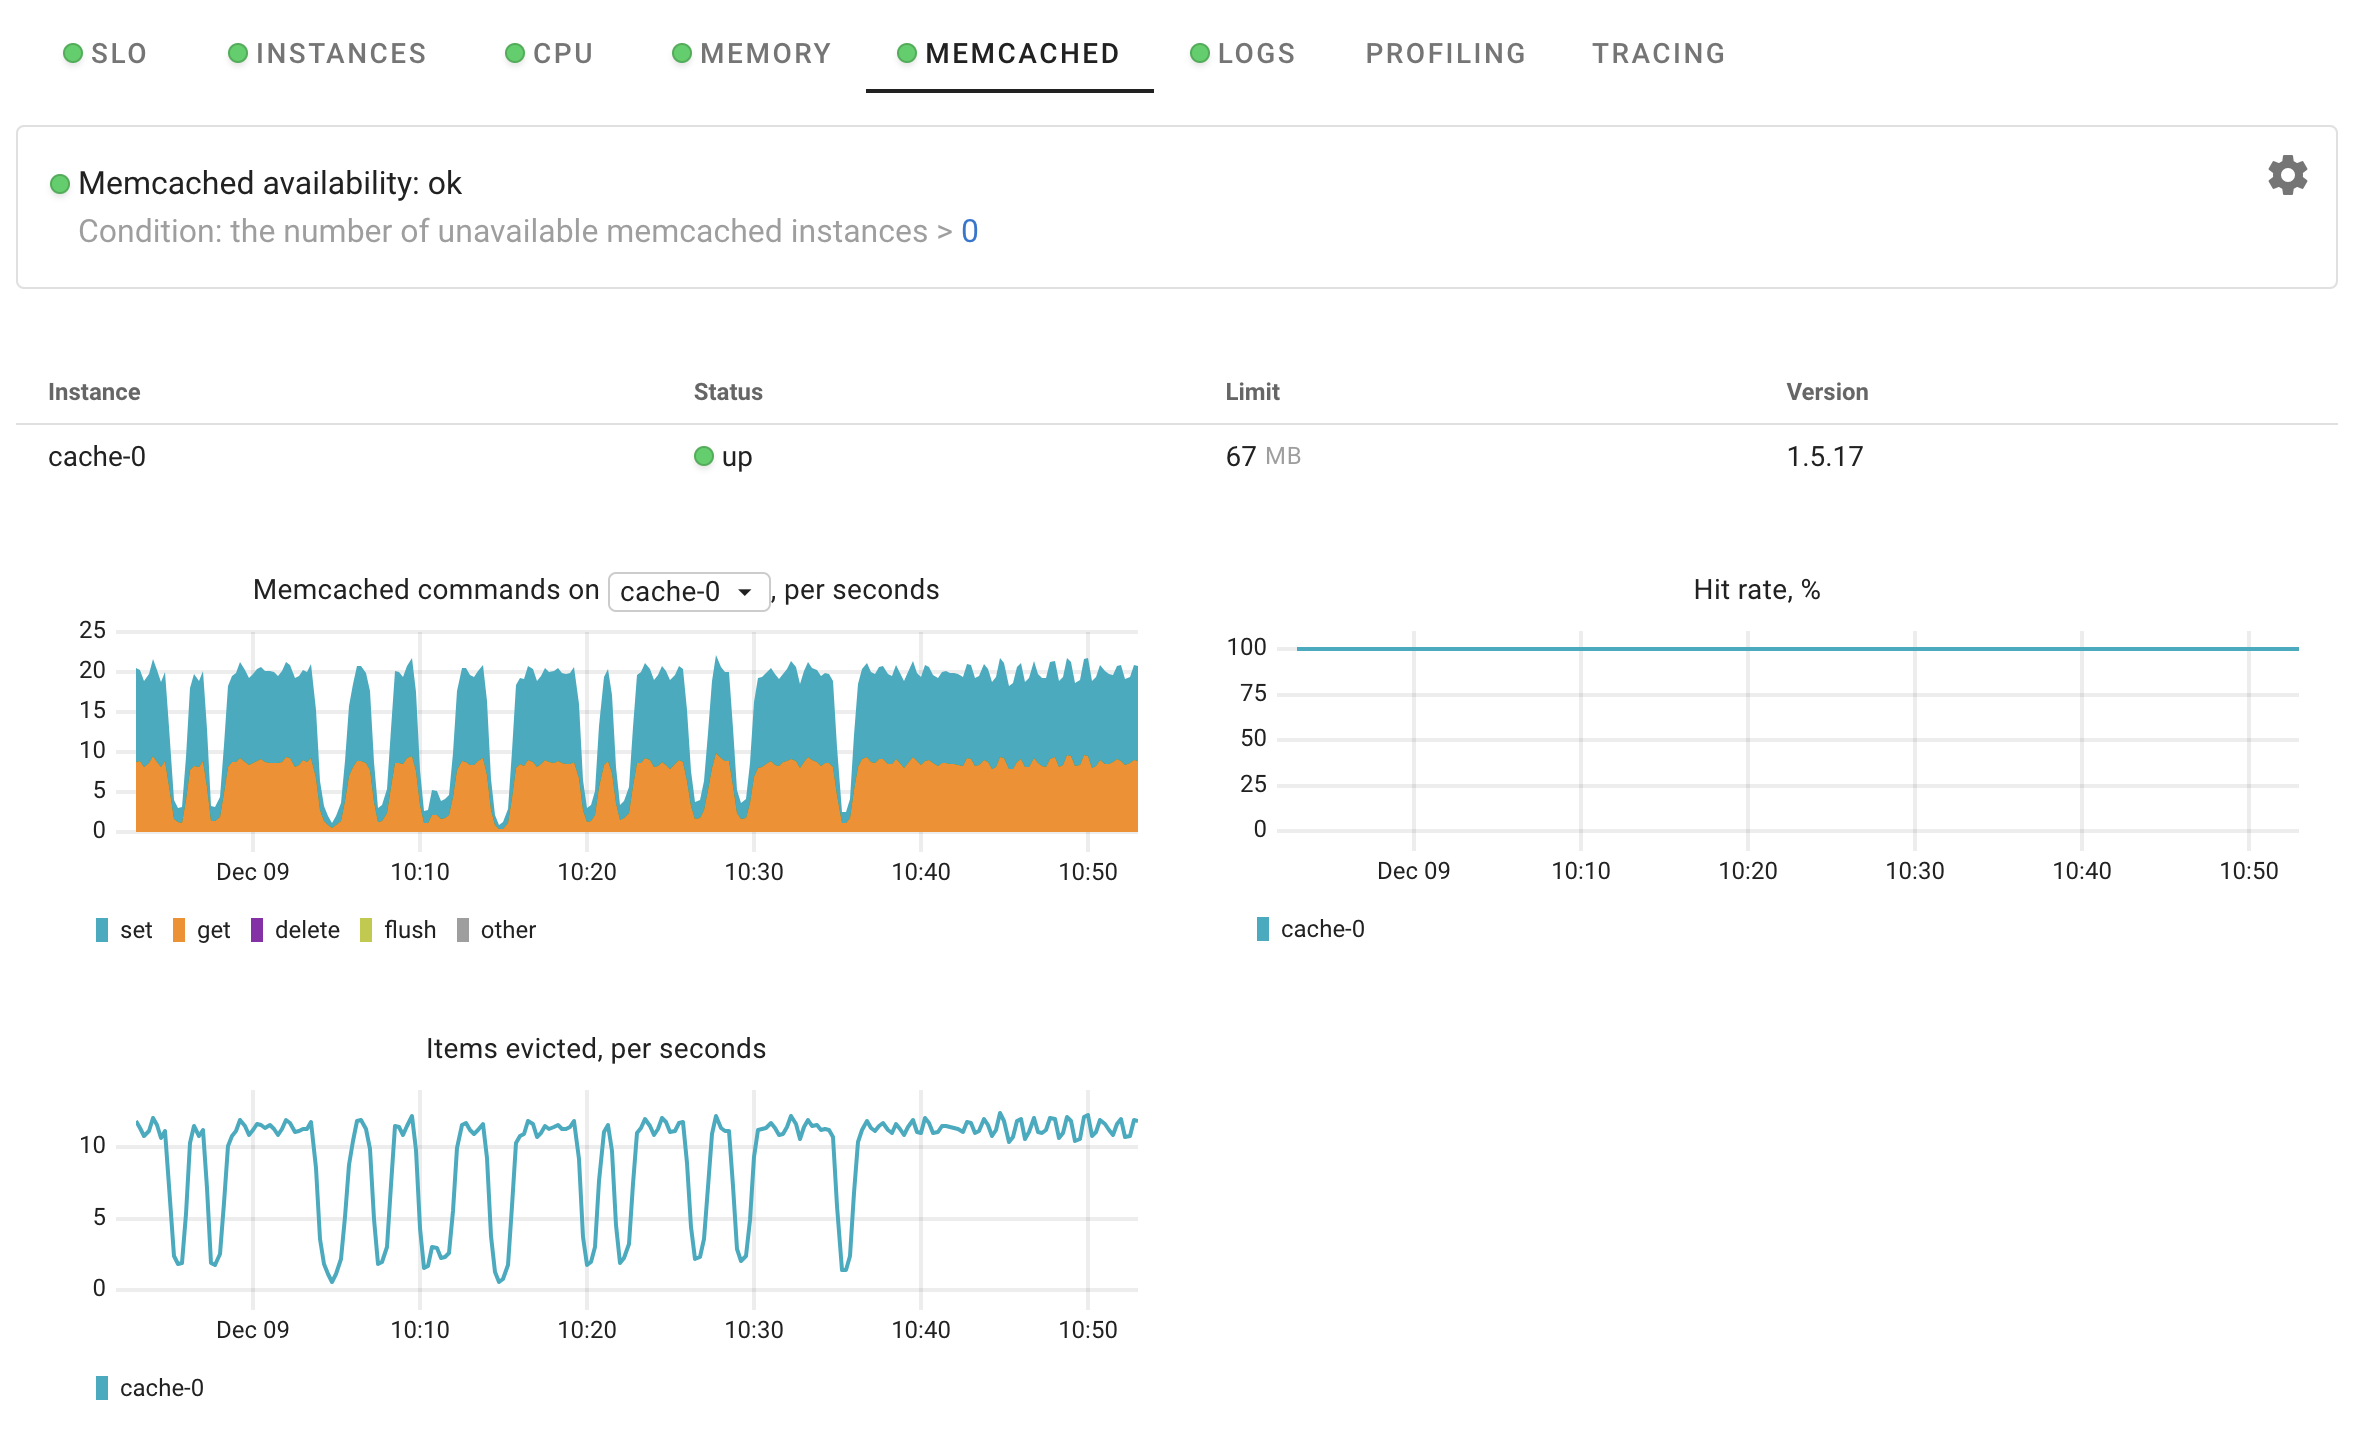 SLO INSTANCES CPU MEMORY MEMCACHED LOGS PROFILING TRACING
Memcached availability: ok
Condition: the number of unavailable memcached instances > 0
Instance Status Limit Version
cache-0 up 67 MB 1.5.17
Memcached commands on cache-0 , per seconds
25
20
15
10
5
0
Dec 09 10:10 10:20 10:30 10:40 10:50
set get delete flush other
Hit rate, %
100
75
50
25
0
Dec 09 10:10 10:20 10:30 10:40 10:50
cache-0
Items evicted, per seconds
10
5
0
Dec 09 10:10 10:20 10:30 10:40 10:50
cache-0